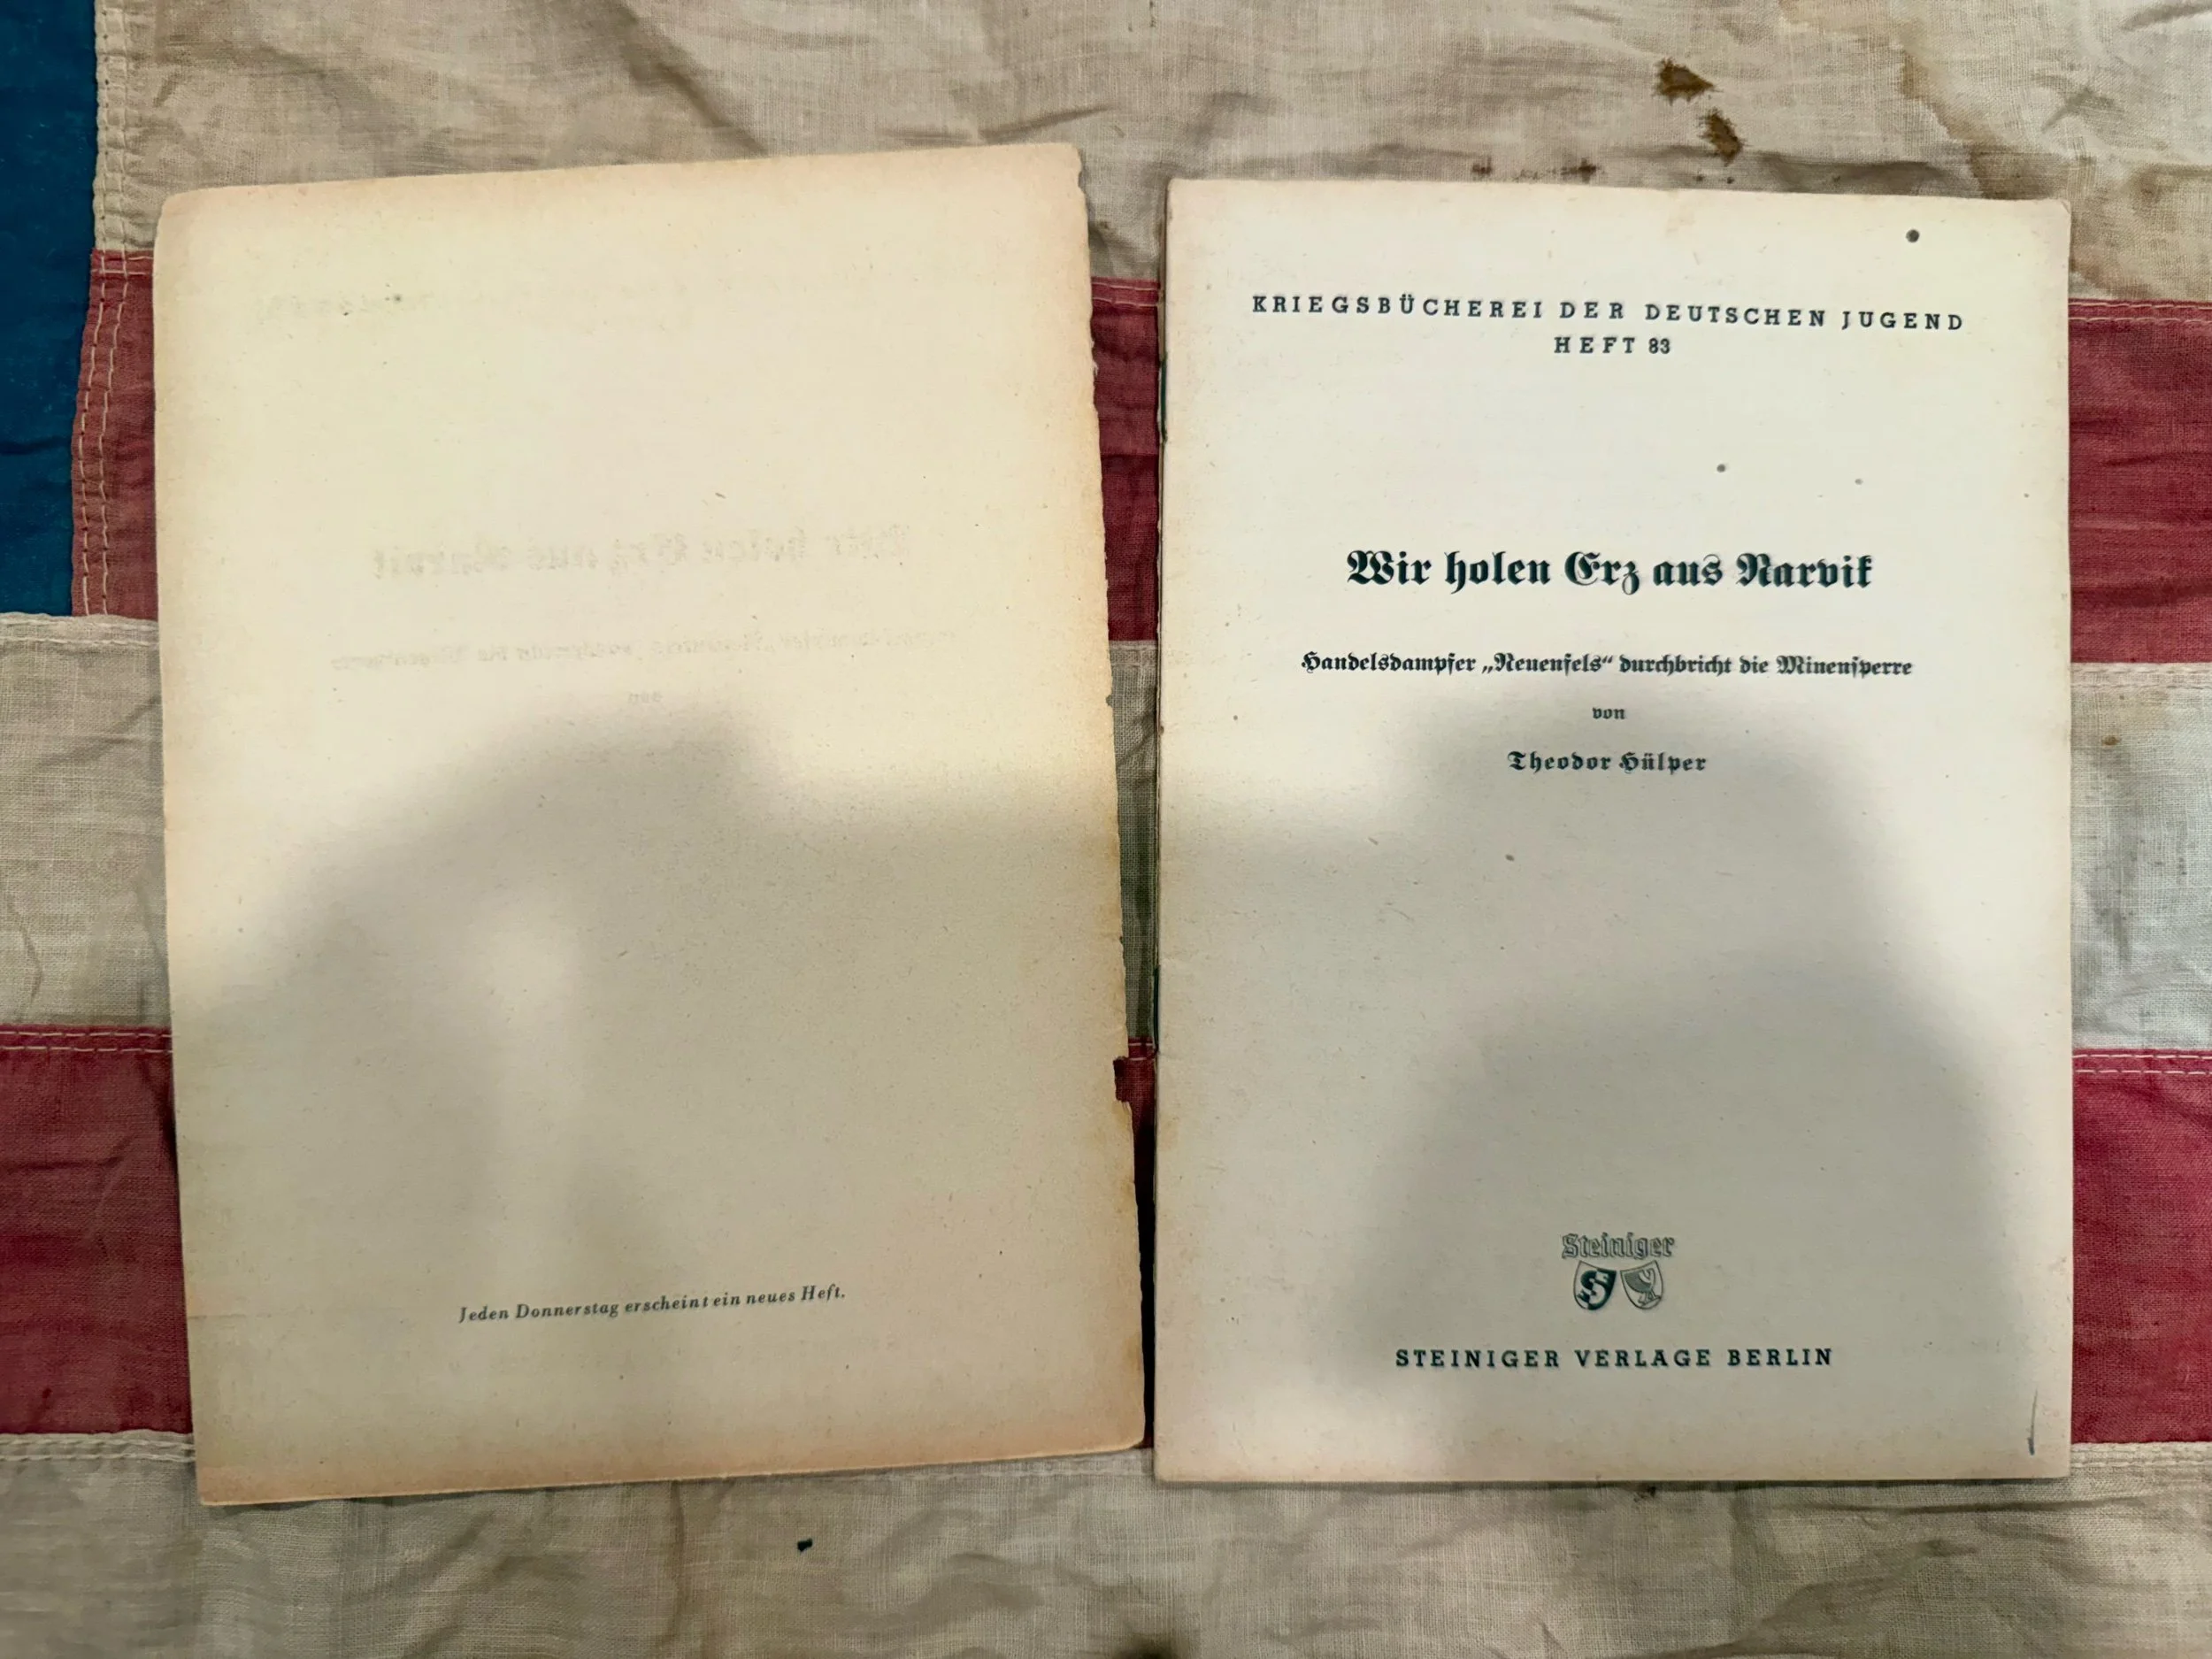 Jeden Donnerstag erscheint ein neues Heft.
KRIEGSBÜCHEREI DER DEUTSCHEN JUGEND
HEFT 83
Wir holen Erz aus Narvik
Handelsdampfer „Neuenfels“ durchbricht die Minensperre
von
Theodor Hülper
Steiniger
S
STEINIGER VERLAGE BERLIN